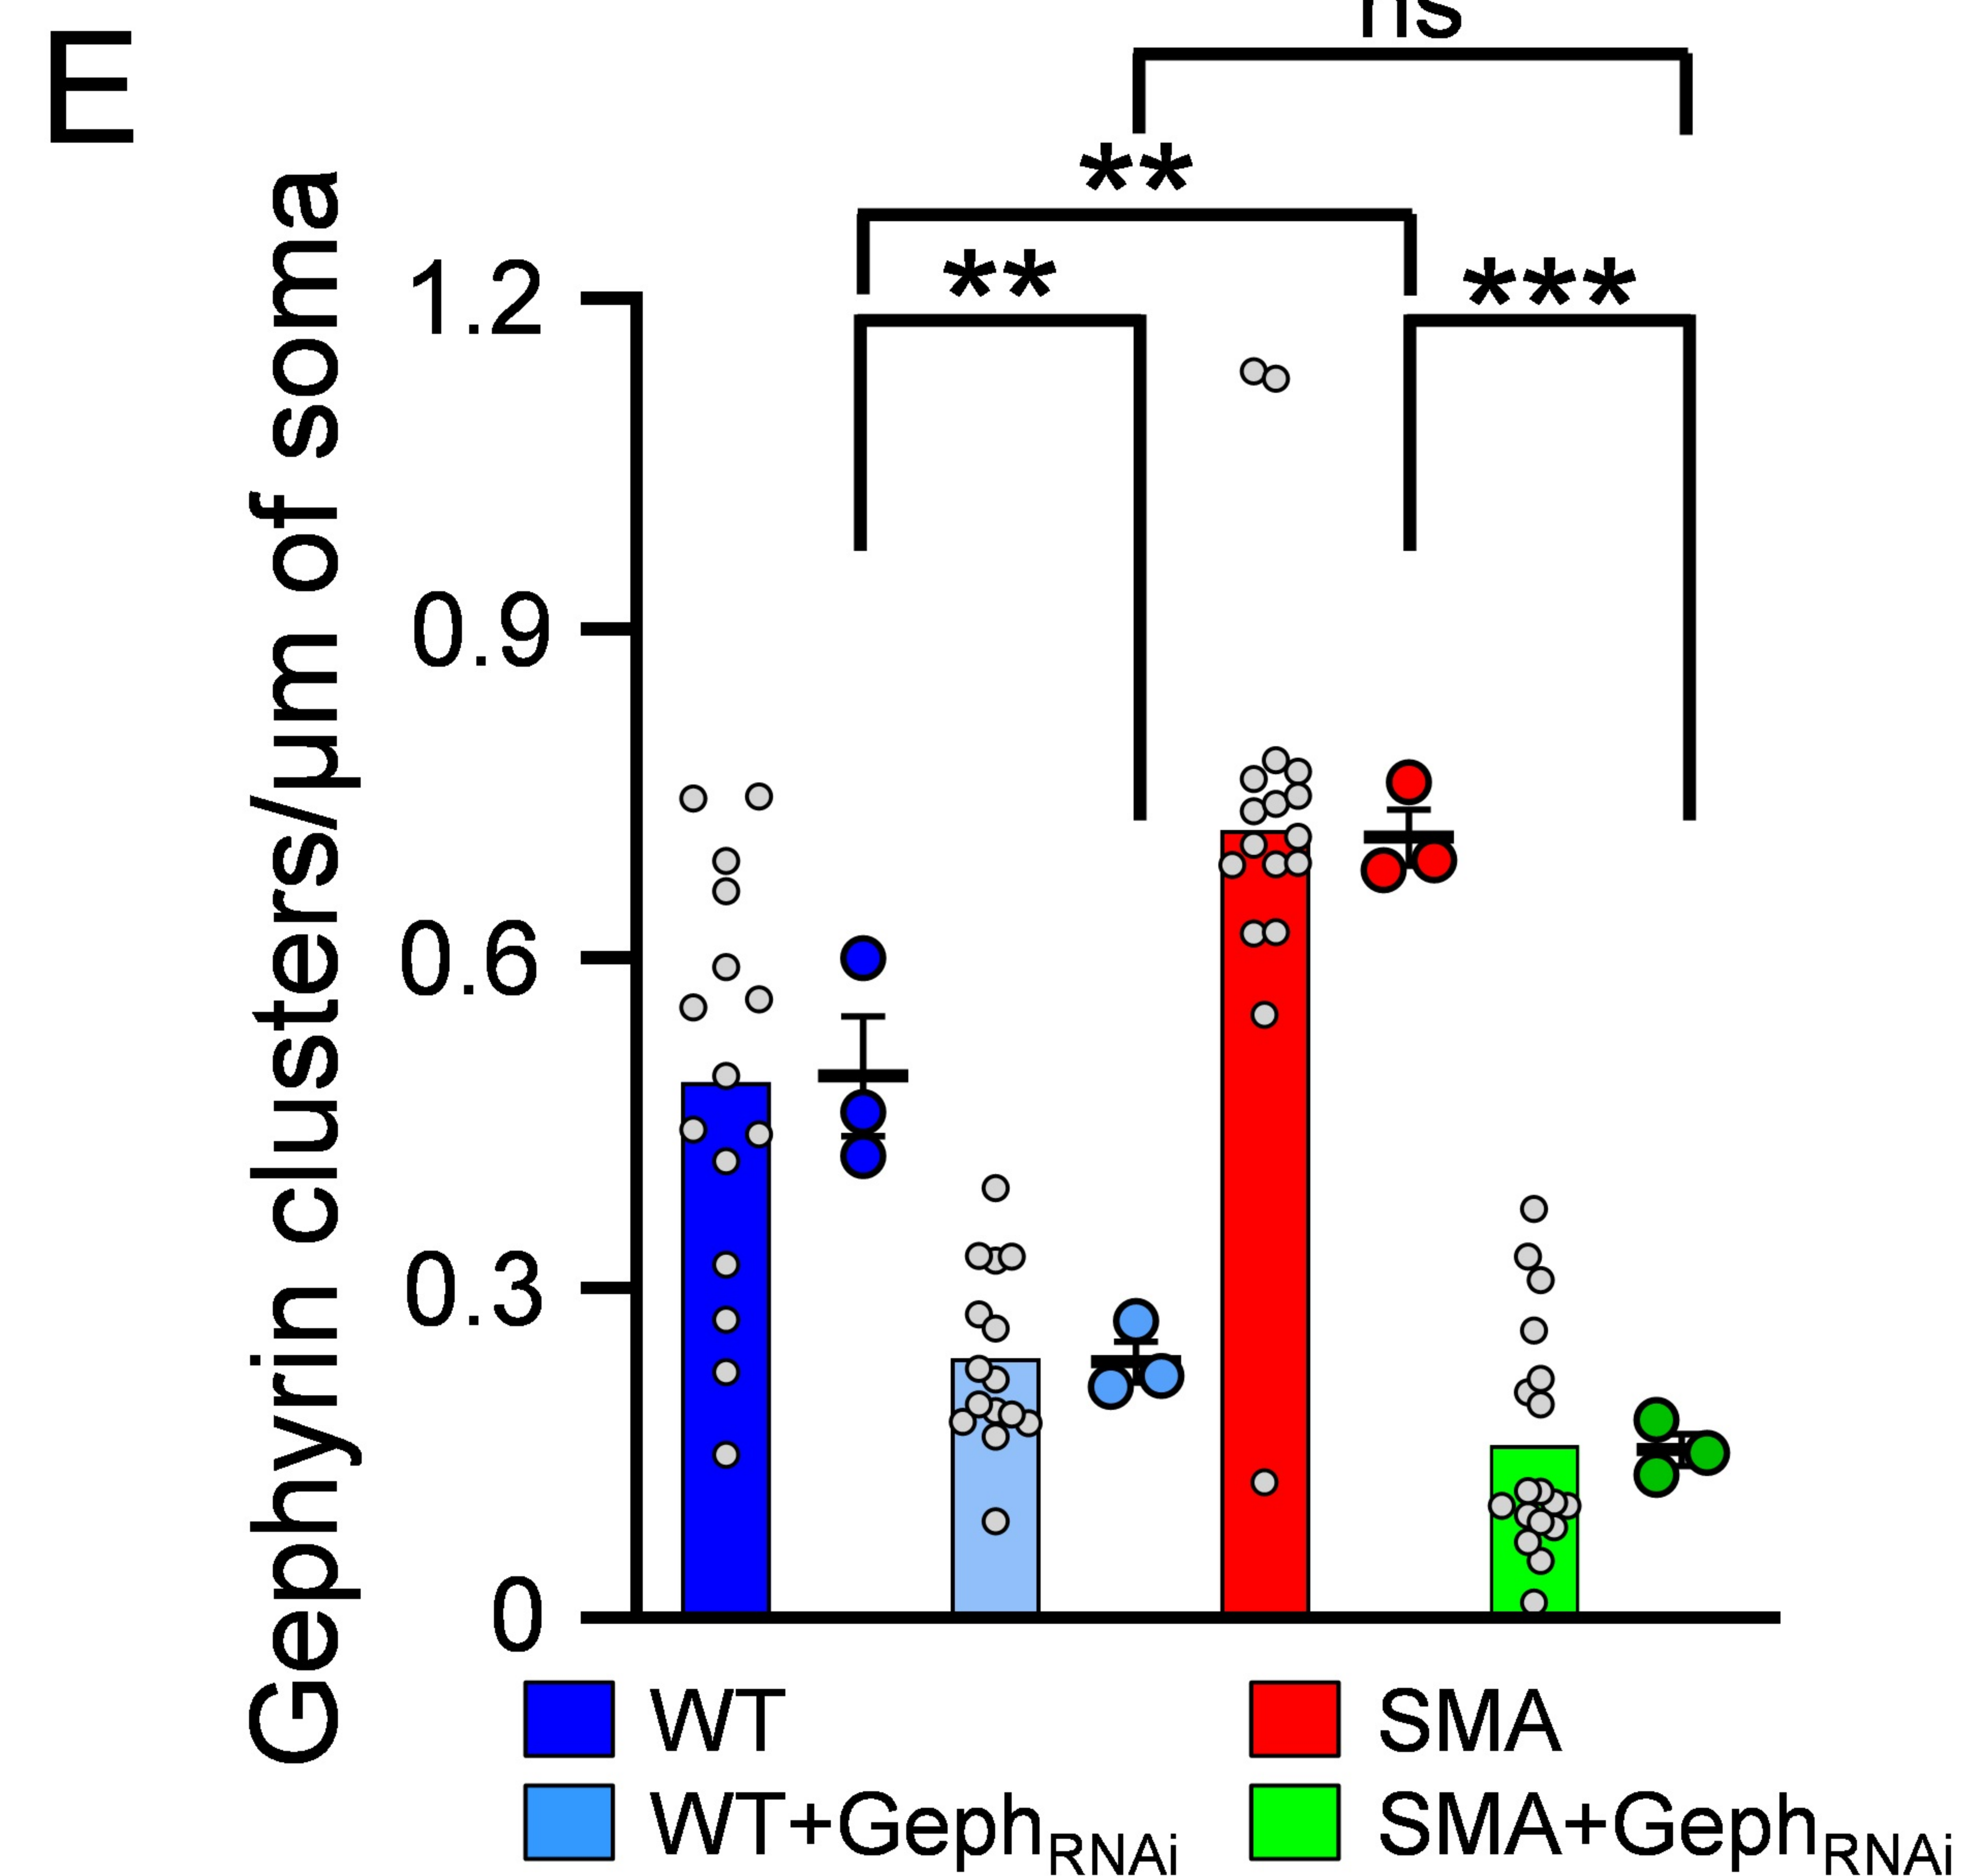 E
ns
**
** ***
Gephyrin clusters/µm of soma
1.2
0.9
0.6
0.3
0
WT SMA
WT+GephRNAi SMA+GephRNAi